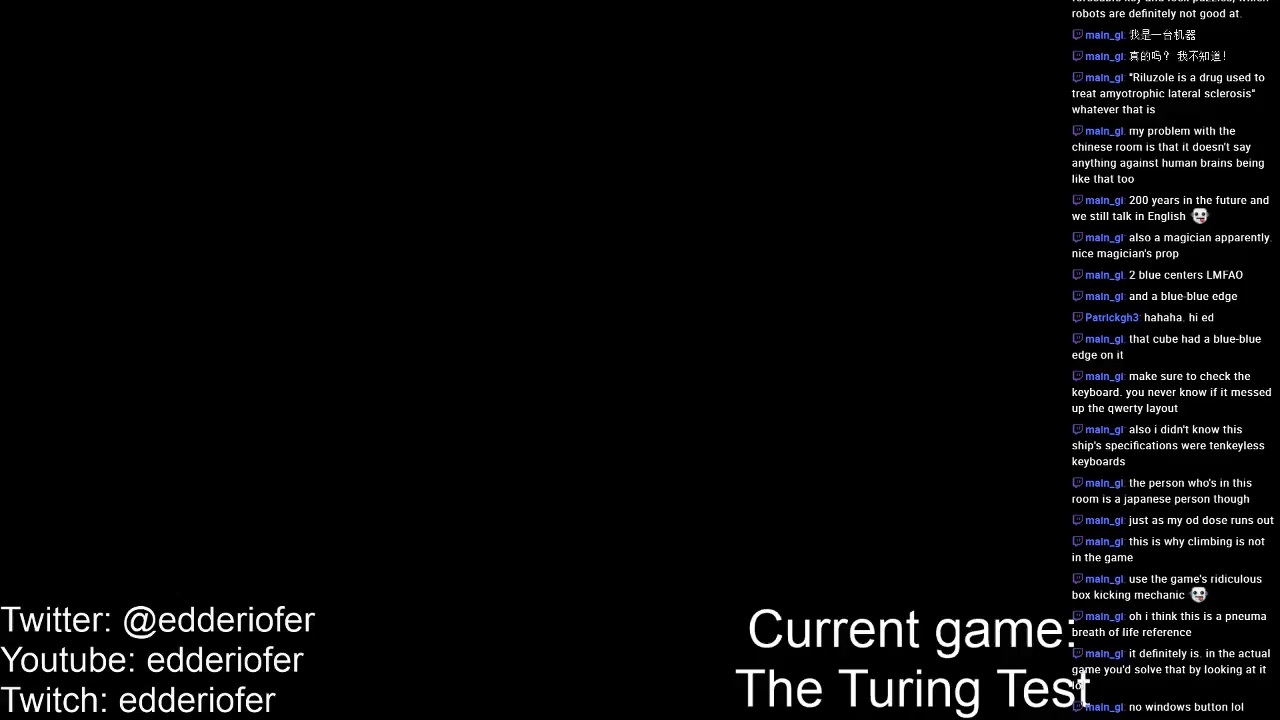 robots are definitely not good at.
main_gl: 我是一台机器
main_gl: 真的吗? 我不知道!
main_gl: "Riluzole is a drug used to
treat amyotrophic lateral sclerosis"
whatever that is
main_gl: my problem with the
chinese room is that it doesn't say
anything against human brains being
like that too
main_gl: 200 years in the future and
we still talk in English
main_gl: also a magician apparently.
nice magician's prop
main_gl: 2 blue centers LMFAO
main_gl: and a blue-blue edge
Patrickgh3: hahaha. hi ed
main_gl: that cube had a blue-blue
edge on it
main_gl: make sure to check the
keyboard. you never know if it messed
up the qwerty layout
main_gl: also i didn't know this
ship's specifications were tenkeyless
keyboards
main_gl: the person who's in this
room is a japanese person though
main_gl: just as my od dose runs out
main_gl: this is why climbing is not
in the game
main_gl: use the game's ridiculous
box kicking mechanic
main_gl: oh i think this is a pneuma
breath of life reference
main_gl: it definitely is. in the actual
game you'd solve that by looking at it
main_gl: no windows button lol
Twitter: @edderiofer
Youtube: edderiofer
Twitch: edderiofer
Current game:
The Turing Test